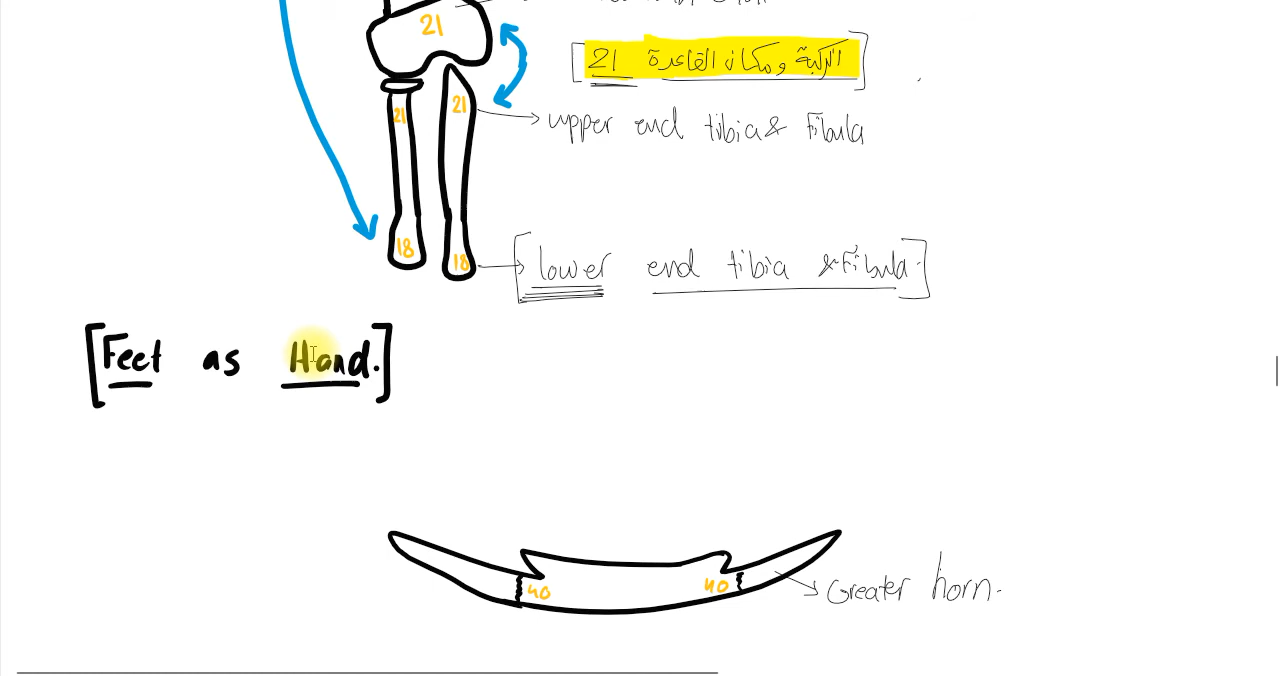 21
[ الركبة ومكان القاعدة 21 ]
21 21
upper end tibia & Fibula
18 18
[lower end tibia & Fibula.]
[Feet as Hand.]
40 40
Greater horn.